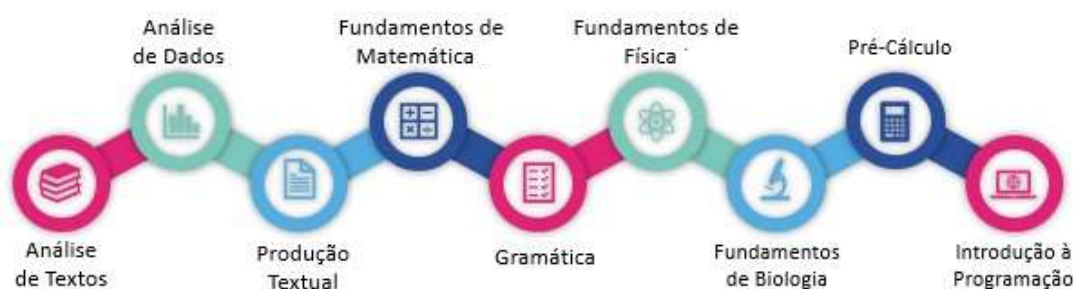 Análise
de Textos
Análise
de Dados
Produção
Textual
Fundamentos de
Matemática
Gramática
Fundamentos de
Física
Fundamentos
de Biologia
Pré-Cálculo
Introdução à
Programação